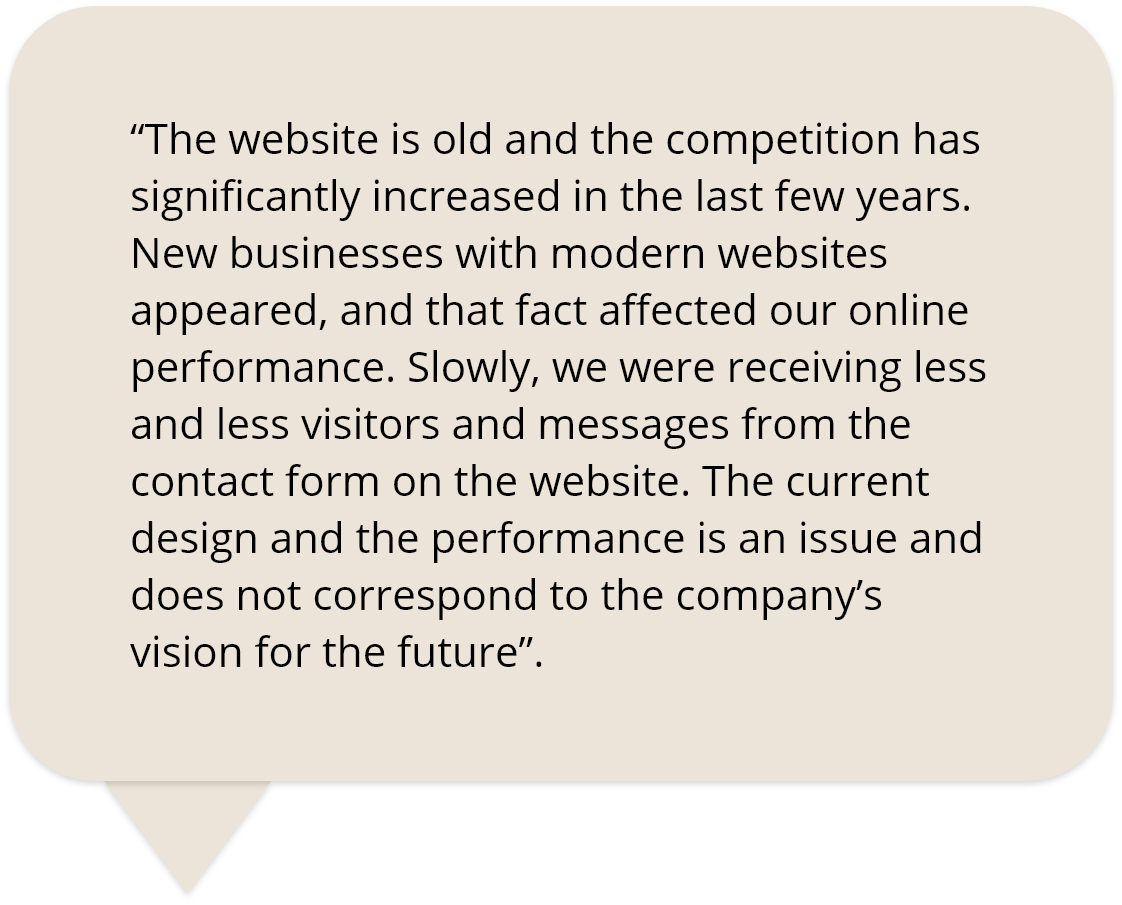 “The website is old and the competition has
significantly increased in the last few years.
New businesses with modern websites
appeared, and that fact affected our online
performance. Slowly, we were receiving less
and less visitors and messages from the
contact form on the website. The current
design and the performance is an issue and
does not correspond to the company’s
vision for the future”.